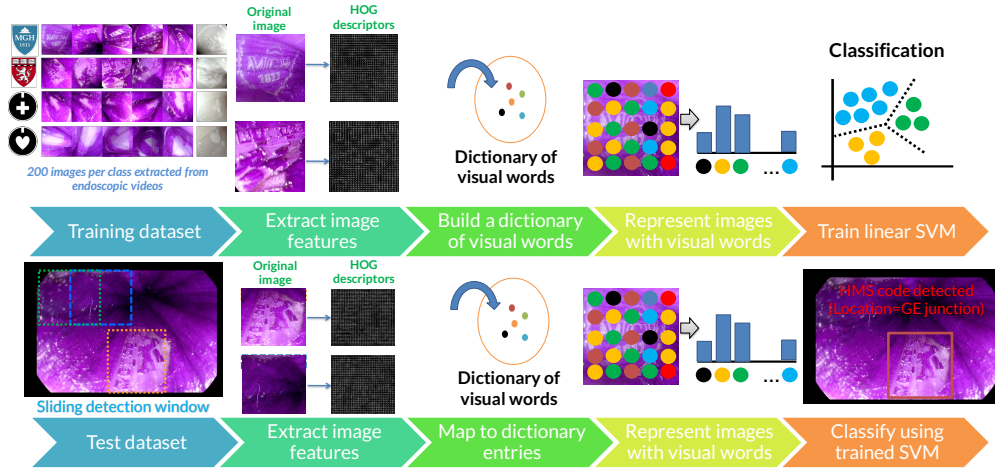 Original
image
HOG
descriptors
MGH
1811
1811
200 images per class extracted from
endoscopic videos
Dictionary of
visual words
...
Classification
Training dataset
Extract image
features
Build a dictionary
of visual words
Represent images
with visual words
Train linear SVM
Original
image
HOG
descriptors
Sliding detection window
Dictionary of
visual words
...
HMS code detected
(Location=GE junction)
Test dataset
Extract image
features
Map to dictionary
entries
Represent images
with visual words
Classify using
trained SVM